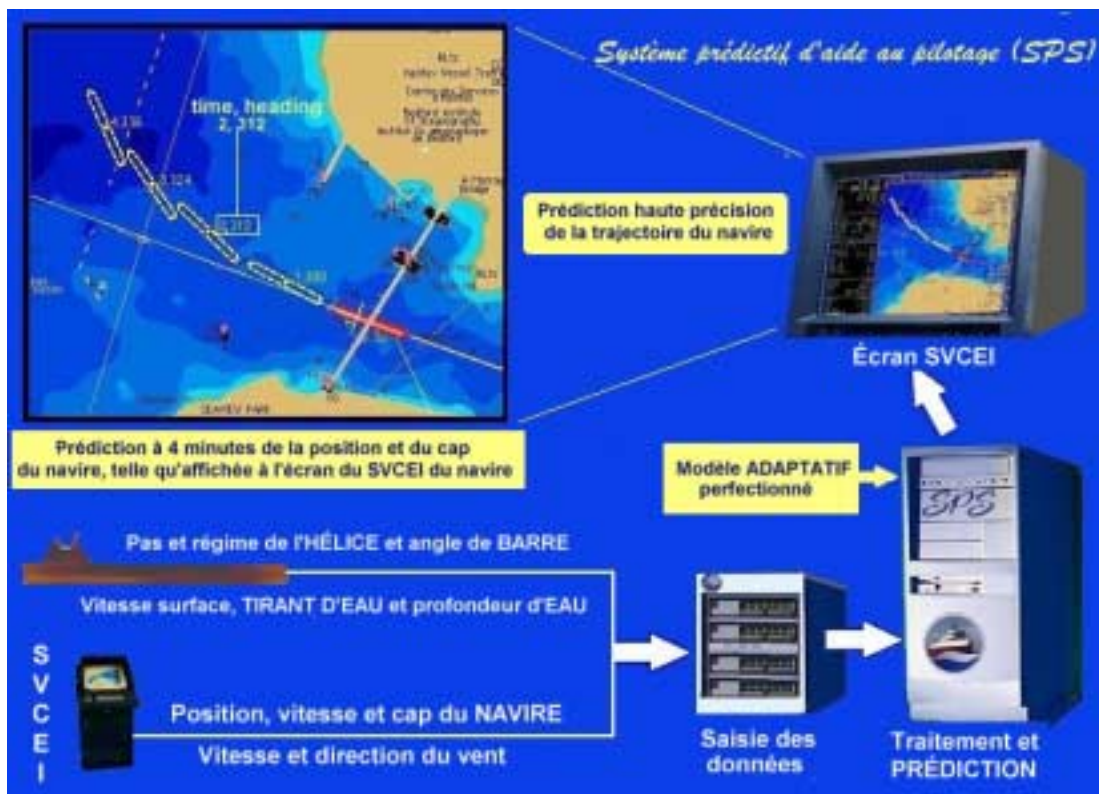 Système prédictif d'aide au pilotage (SPS)
time, heading
2, 312
Bridge
SEAVIEW PARK
Prédiction haute précision
de la trajectoire du navire
Écran SVCEI
Prédiction à 4 minutes de la position et du cap
du navire, telle qu'affichée à l'écran du SVCEI du navire
Modèle ADAPTATIF
perfectionné
SPS
Pas et régime de l'HÉLICE et angle de BARRE
Vitesse surface, TIRANT D'EAU et profondeur d'EAU
SVCEI
Position, vitesse et cap du NAVIRE
Vitesse et direction du vent
Saisie des
données
Traitement et
PRÉDICTION